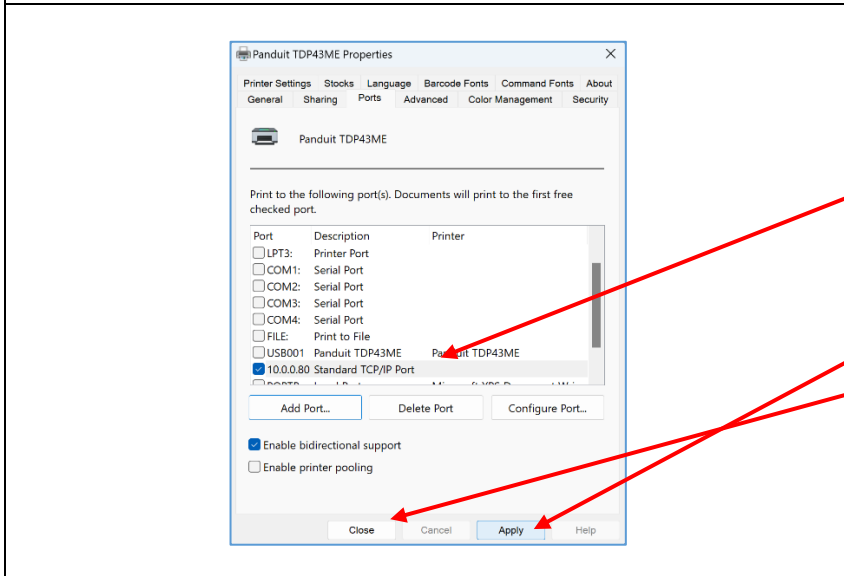 Panduit TDP43ME Properties
Printer Settings Stocks Language Barcode Fonts Command Fonts About
General Sharing Ports Advanced Color Management Security
Panduit TDP43ME
Print to the following port(s). Documents will print to the first free
checked port.
Port Description Printer
LPT3: Printer Port
COM1: Serial Port
COM2: Serial Port
COM3: Serial Port
COM4: Serial Port
FILE: Print to File
USB001 Panduit TDP43ME Panduit TDP43ME
10.0.0.80 Standard TCP/IP Port
Add Port... Delete Port Configure Port...
Enable bidirectional support
Enable printer pooling
Close Cancel Apply Help